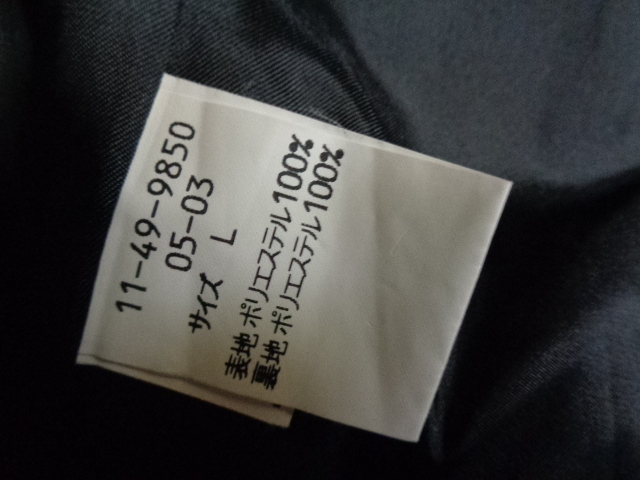 11-49-9850
05-03
サイズ L
表地 ポリエステル100%
裏地 ポリエステル100%